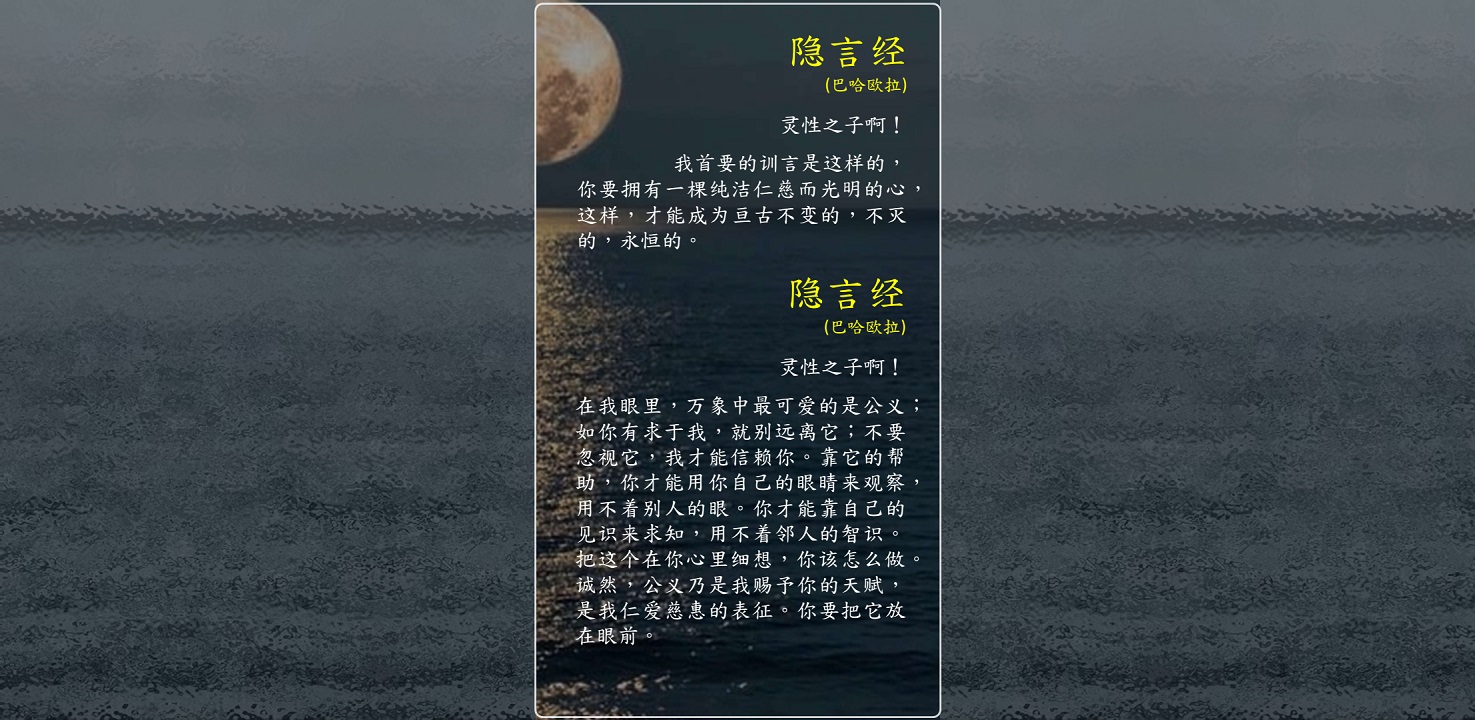 隐言经
(巴哈欧拉)
灵性之子啊！
我首要的训言是这样的，
你要拥有一棵纯洁仁慈而光明的心，
这样，才能成为亘古不变的，不灭
的，永恒的。
隐言经
(巴哈欧拉)
灵性之子啊！
在我眼里，万象中最可爱的是公义；
如你有求于我，就别远离它；不要
忽视它，我才能信赖你。靠它的帮
助，你才能用你自己的眼睛来观察，
用不着别人的眼。你才能靠自己的
见识来求知，用不着邻人的智识。
把这个在你心里细想，你该怎么做。
诚然，公义乃是我赐予你的天赋，
是我仁爱慈惠的表征。你要把它放
在眼前。